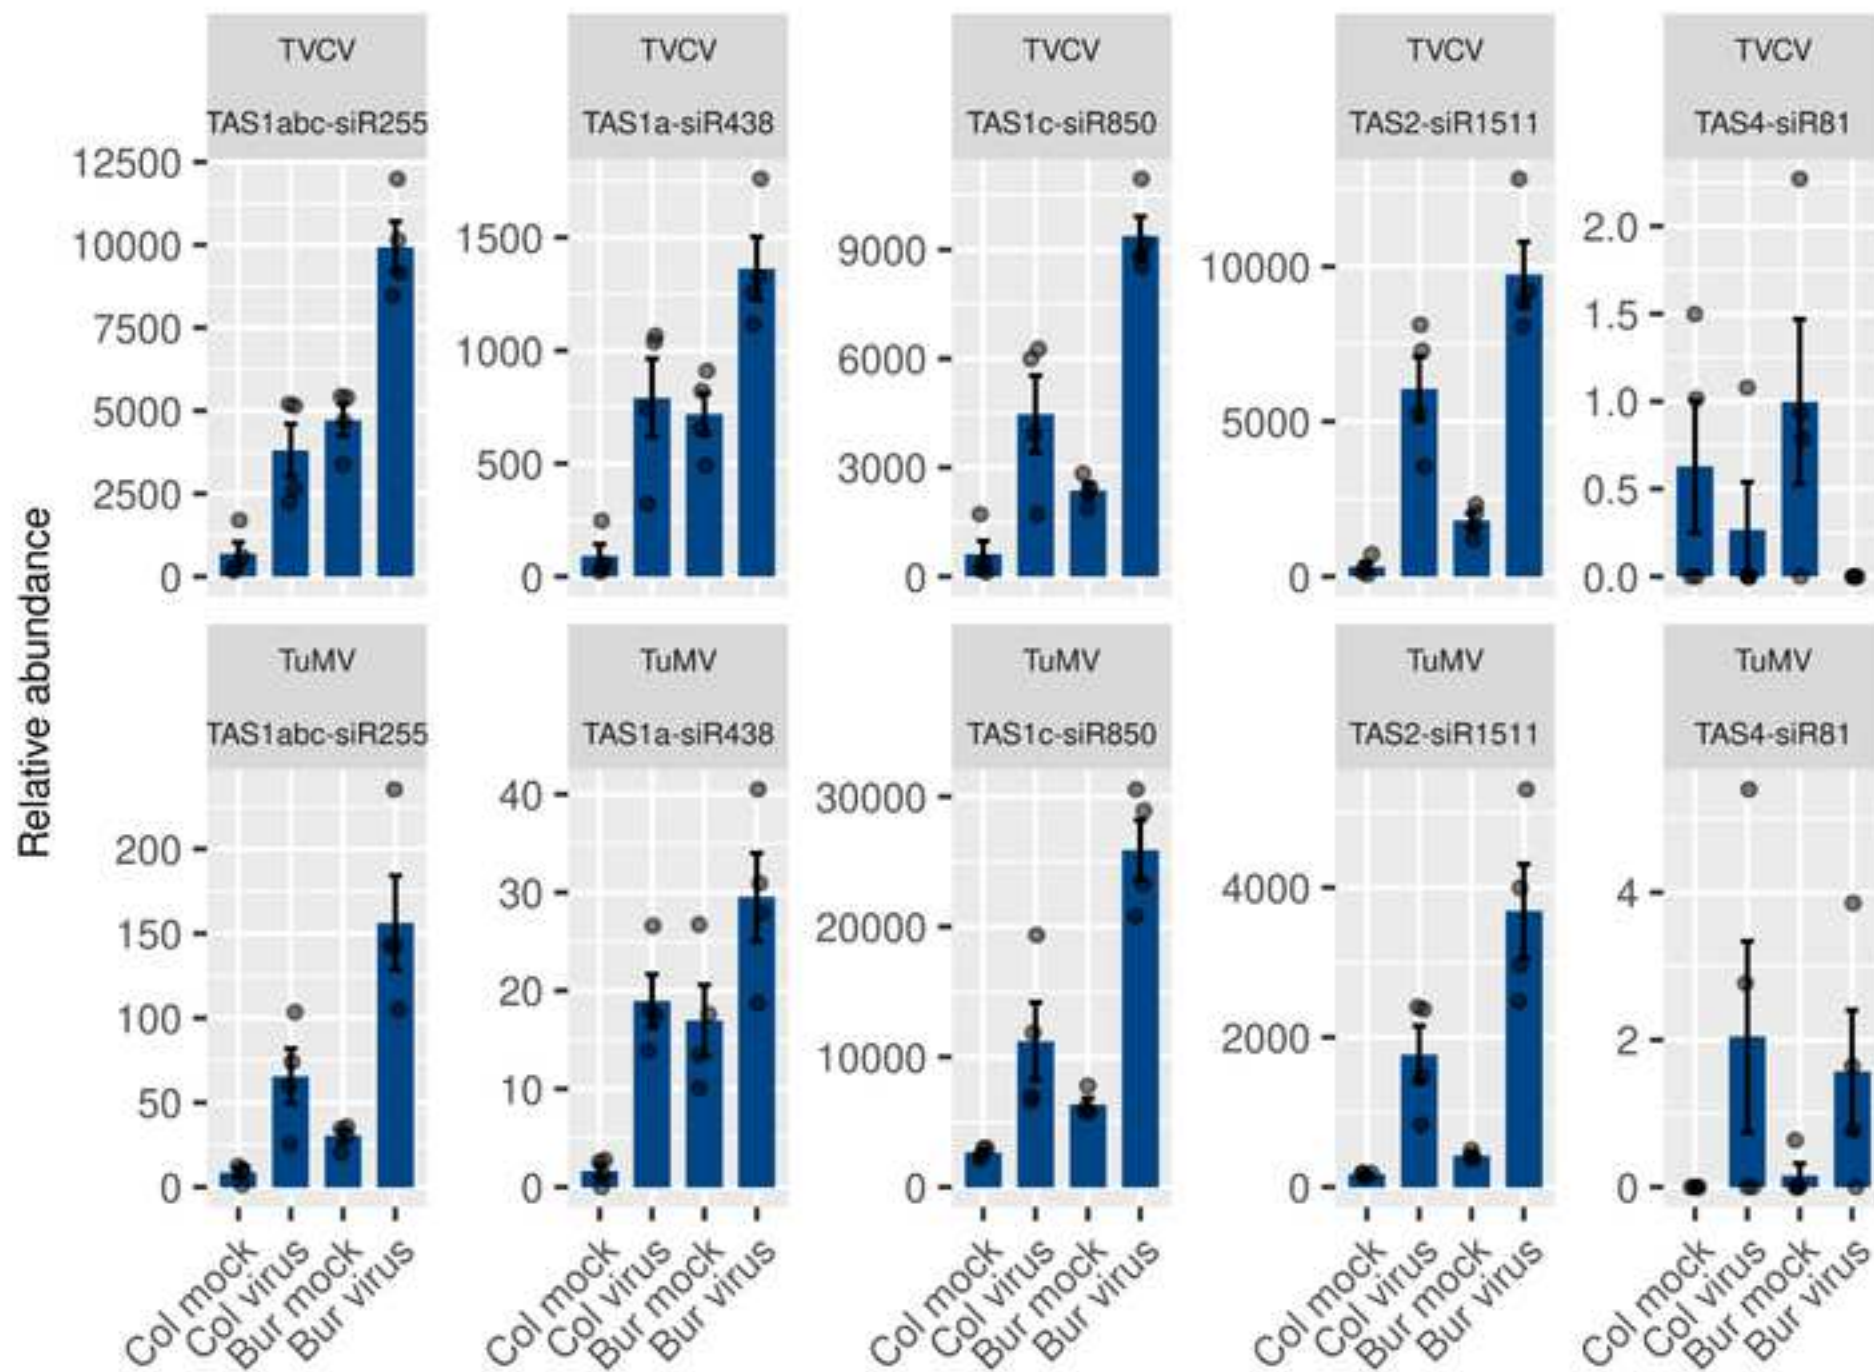 Relative abundance
TVCV
TAS1abc-siR255
12500
10000
7500
5000
2500
0
TVCV
TAS1a-siR438
1500
1000
500
0
TVCV
TAS1c-siR850
9000
6000
3000
0
TVCV
TAS2-siR1511
10000
5000
0
TVCV
TAS4-siR81
2.0
1.5
1.0
0.5
0.0
TuMV
TAS1abc-siR255
200
150
100
50
0
Col mock
Col virus
Bur mock
Bur virus
TuMV
TAS1a-siR438
40
30
20
10
0
Col mock
Col virus
Bur mock
Bur virus
TuMV
TAS1c-siR850
30000
20000
10000
0
Col mock
Col virus
Bur mock
Bur virus
TuMV
TAS2-siR1511
4000
2000
0
Col mock
Col virus
Bur mock
Bur virus
TuMV
TAS4-siR81
4
2
0
Col mock
Col virus
Bur mock
Bur virus